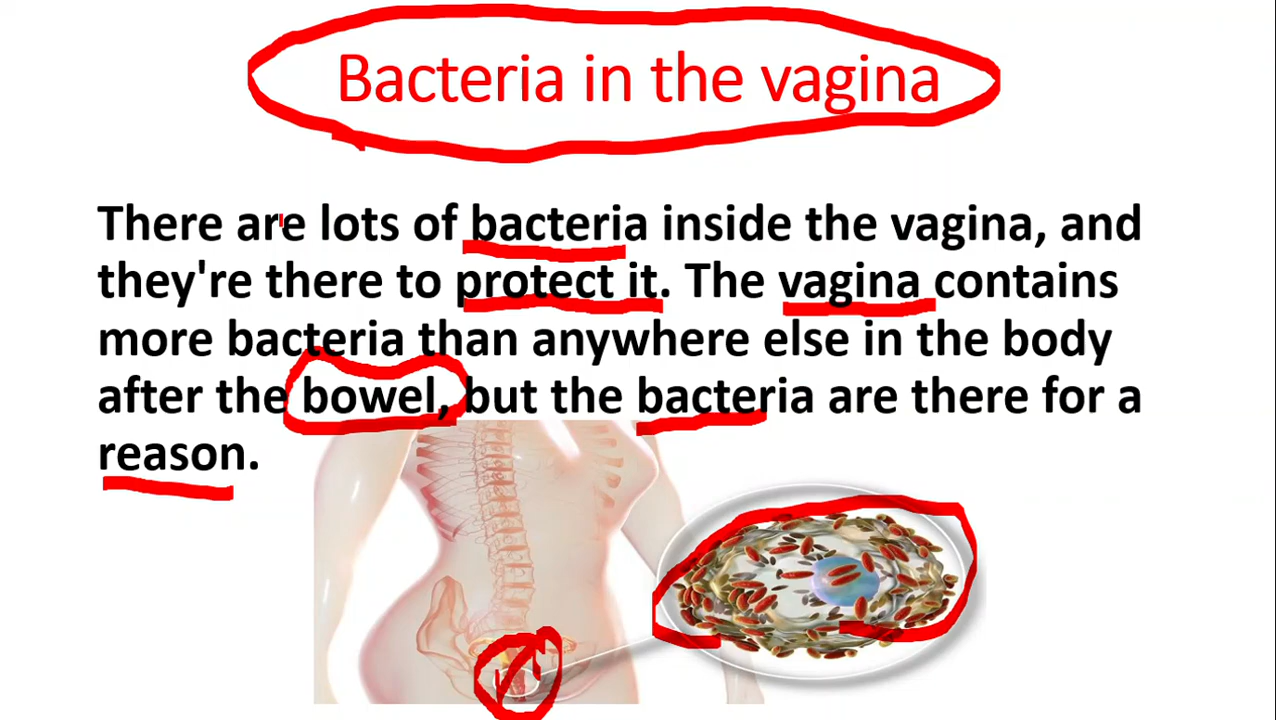 Bacteria in the vagina
There are lots of bacteria inside the vagina, and
they're there to protect it. The vagina contains
more bacteria than anywhere else in the body
after the bowel, but the bacteria are there for a
reason.